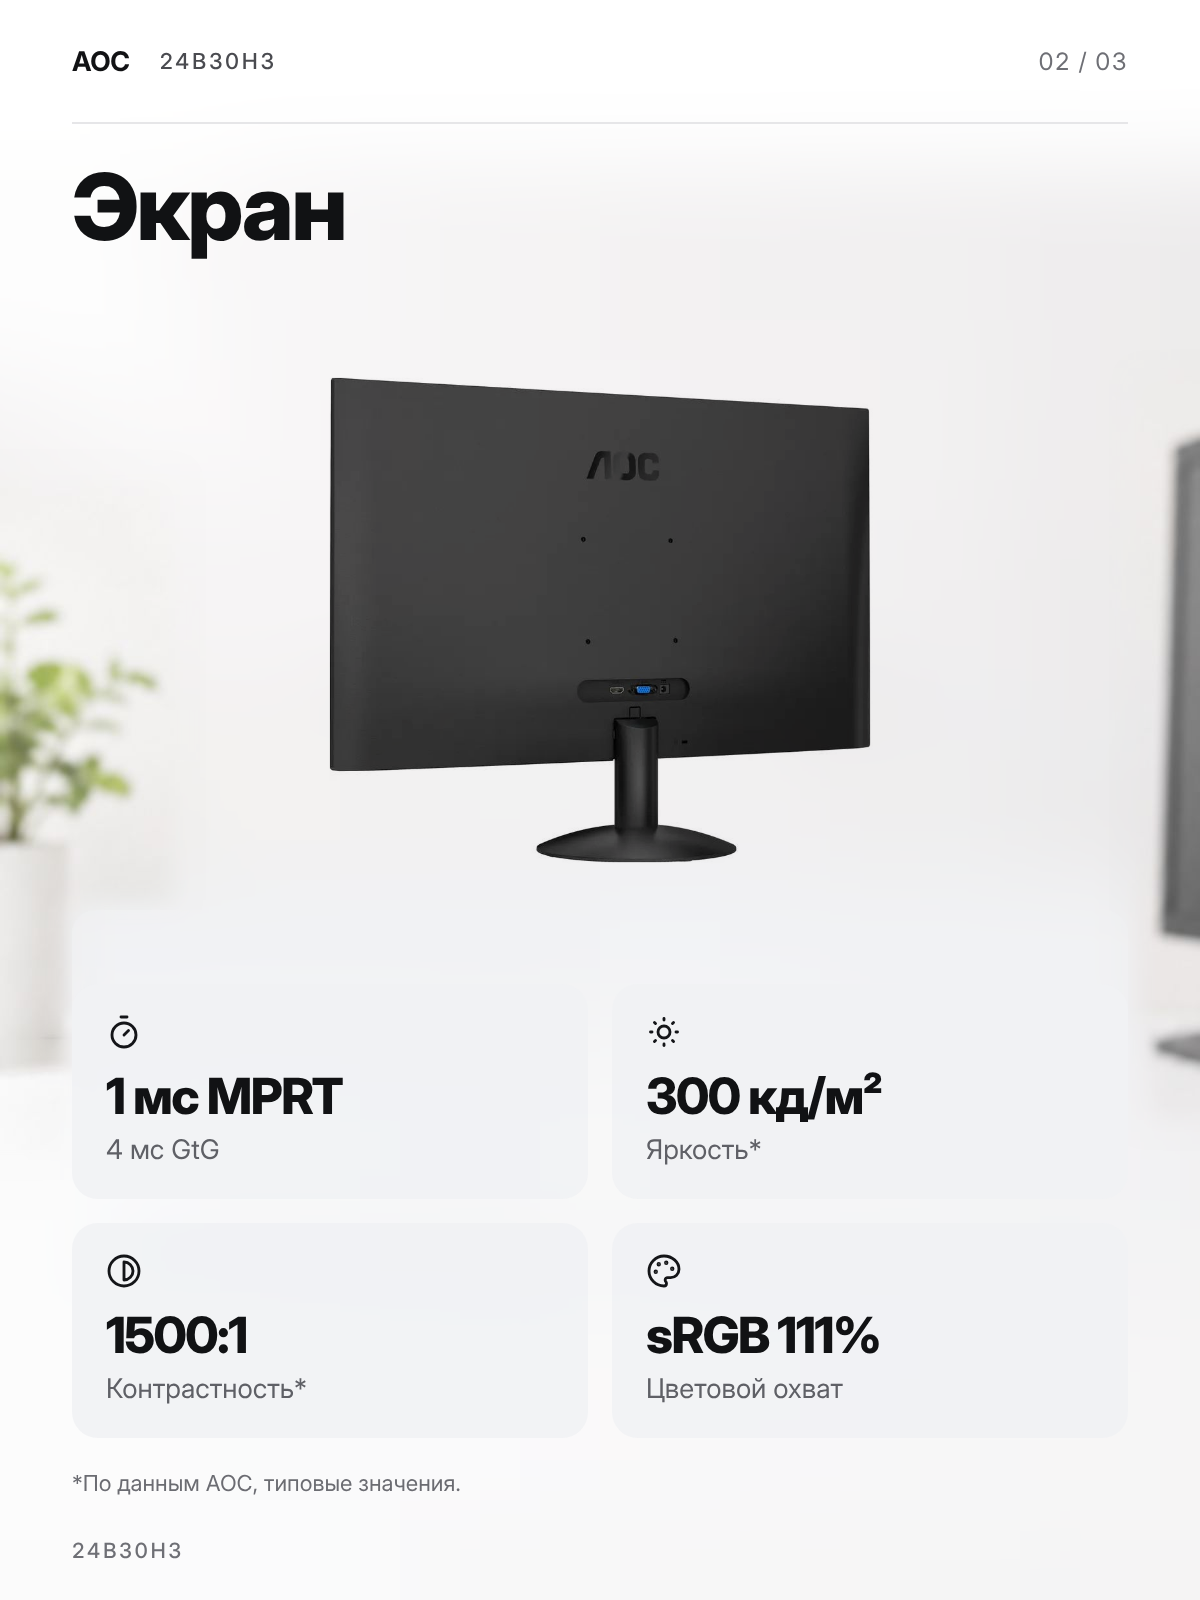 AOC 24B30H3 02 / 03
Экран
AOC
1 мс MPRT
4 мс GtG
300 кд/м²
Яркость*
1500:1
Контрастность*
sRGB 111%
Цветовой охват
*По данным AOC, типовые значения.
24B30H3